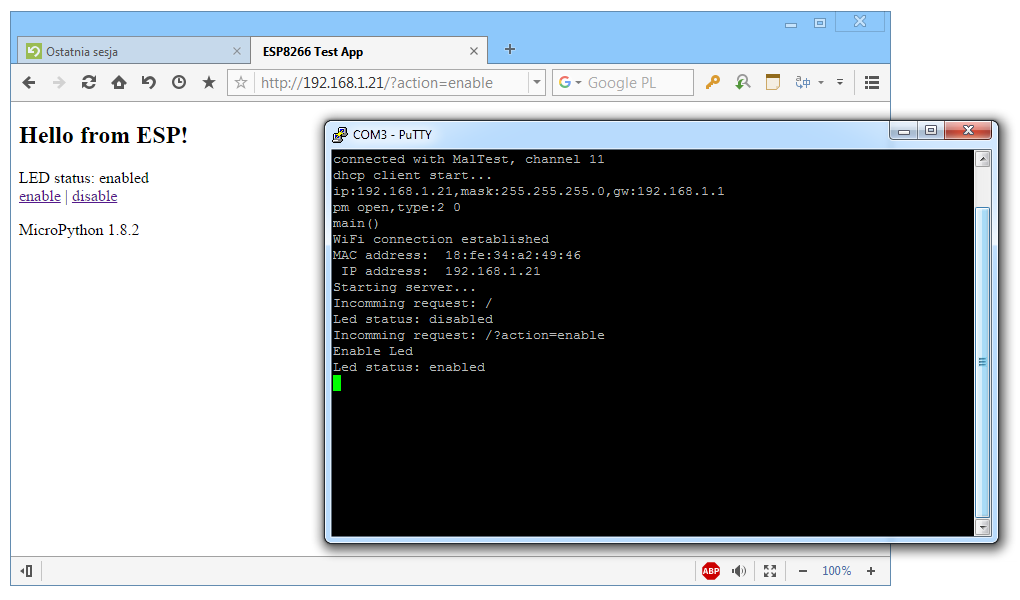 Ostatnia sesja
ESP8266 Test App
http://192.168.1.21/?action=enable
G Google PL
Hello from ESP!
LED status: enabled
enable | disable
MicroPython 1.8.2
COM3 - PuTTY
connected with MalTest, channel 11
dhcp client start...
ip:192.168.1.21,mask:255.255.255.0,gw:192.168.1.1
pm open,type:2 0
main()
WiFi connection established
MAC address:  18:fe:34:a2:49:46
 IP address:  192.168.1.21
Starting server...
Incomming request: /
Led status: disabled
Incomming request: /?action=enable
Enable Led
Led status: enabled
ABP
100%